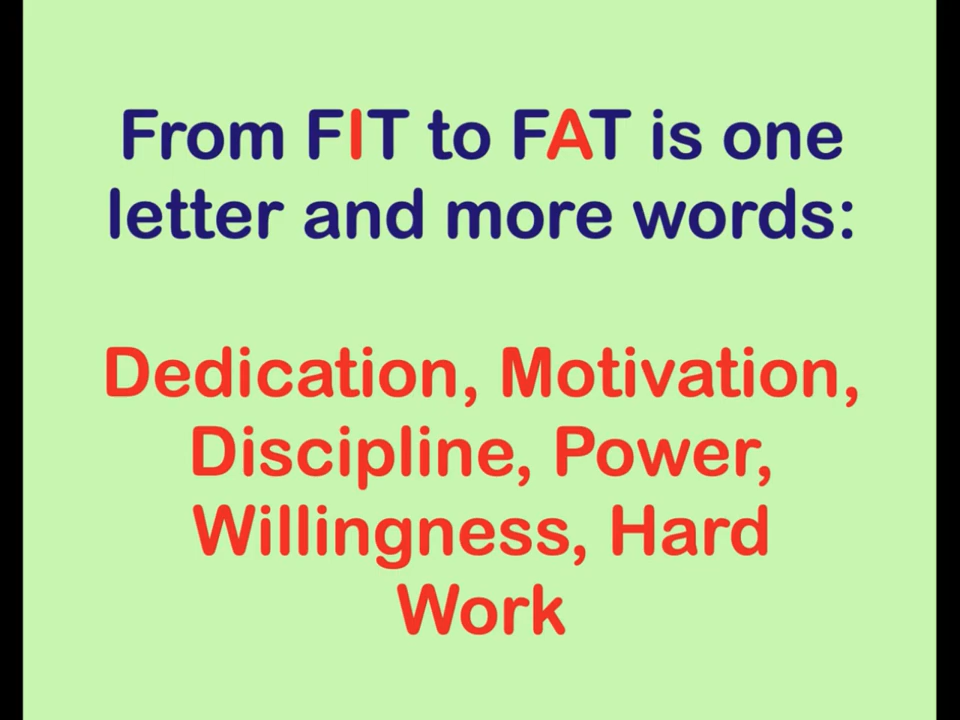 From FIT to FAT is one
letter and more words:
Dedication, Motivation,
Discipline, Power,
Willingness, Hard
Work